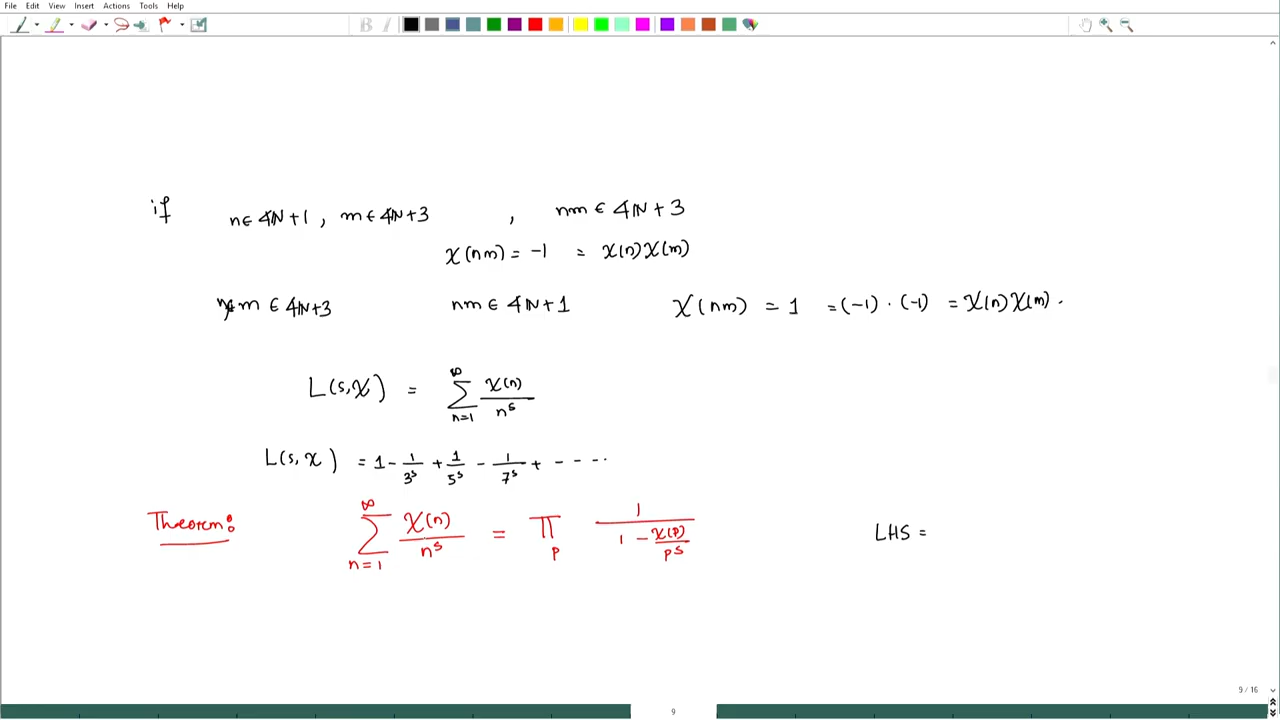 File Edit View Insert Actions Tools Help
B I
if n ∈ 4ℕ+1 , m ∈ 4ℕ+3 , nm ∈ 4ℕ+3
χ(nm) = -1 = χ(n)χ(m)
m ∈ 4ℕ+3 nm ∈ 4ℕ+1 χ(nm) = 1 = (-1) · (-1) = χ(n)χ(m) .
L(s,χ) = ∑_{n=1}^{∞} χ(n)/n^s
L(s,χ) = 1 - 1/3^s + 1/5^s - 1/7^s + - - - - ..
Theorem: ∑_{n=1}^{∞} χ(n)/n^s = ∏_p 1/(1 - χ(p)/p^s) LHS =
9 / 16
9